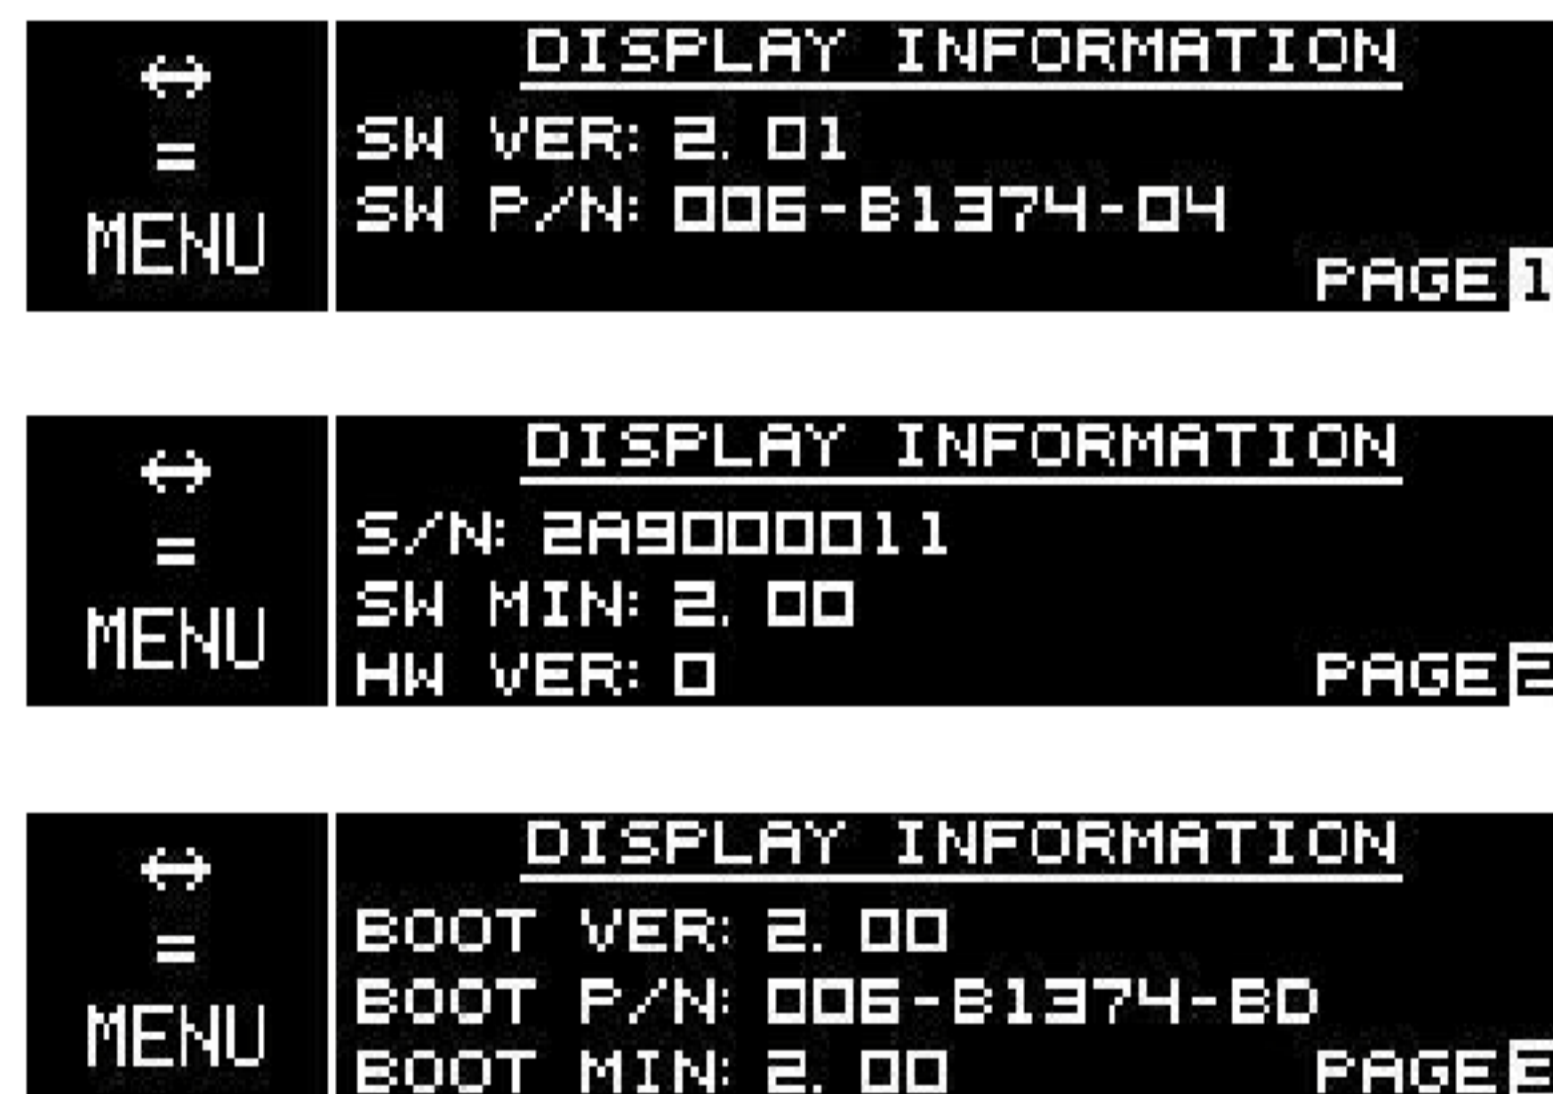 DISPLAY INFORMATION
↔
=
MENU
SW VER: 2.01
SW P/N: 006-B1374-04
PAGE 1
DISPLAY INFORMATION
↔
=
MENU
S/N: 2A9000011
SW MIN: 2.00
HW VER: 0
PAGE 2
DISPLAY INFORMATION
↔
=
MENU
BOOT VER: 2.00
BOOT P/N: 006-B1374-BD
BOOT MIN: 2.00
PAGE 3